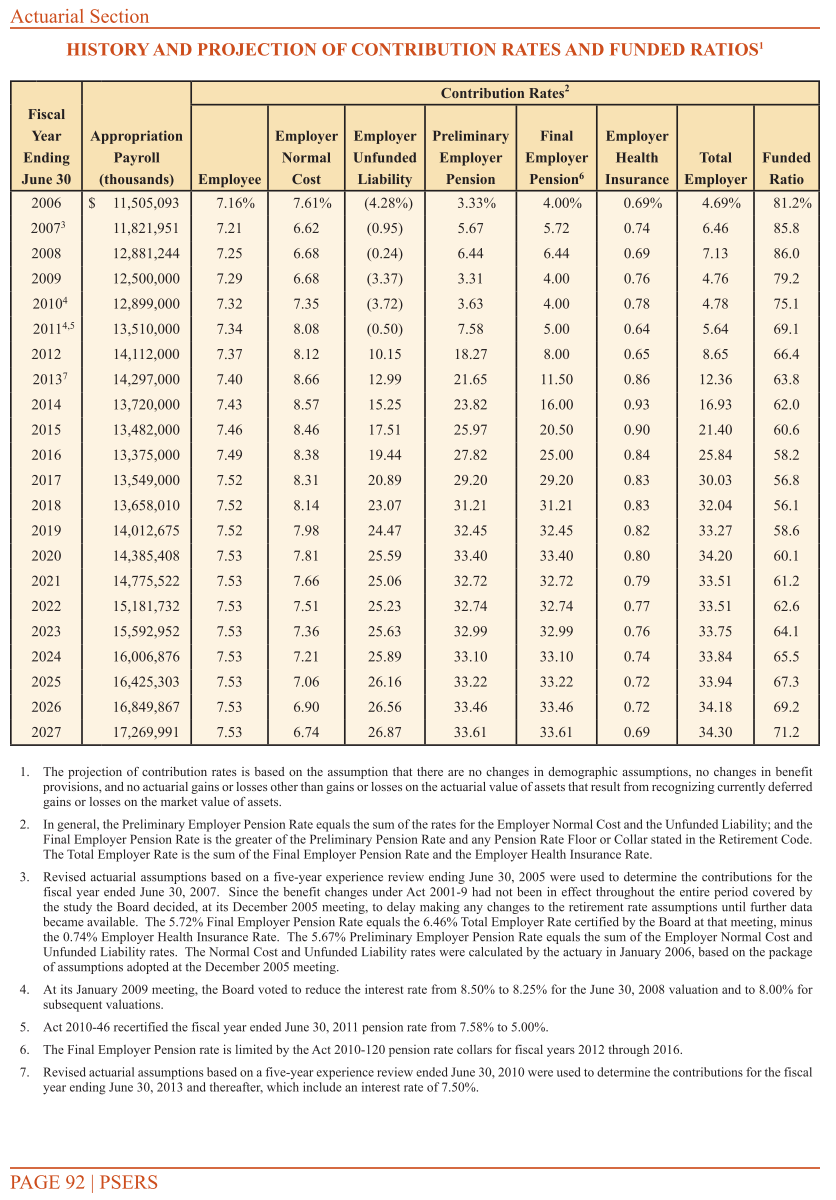 Actuarial Section
HISTORY AND PROJECTION OF CONTRIBUTION RATES AND FUNDED RATIOS1
Contribution Rates2
Fiscal Year Ending June 30 | Appropriation Payroll (thousands) | Employee | Employer Normal Cost | Employer Unfunded Liability | Preliminary Employer Pension | Final Employer Pension6 | Employer Health Insurance | Total Employer | Funded Ratio
2006 $ 11,505,093 7.16% 7.61% (4.28%) 3.33% 4.00% 0.69% 4.69% 81.2%
20073 11,821,951 7.21 6.62 (0.95) 5.67 5.72 0.74 6.46 85.8
2008 12,881,244 7.25 6.68 (0.24) 6.44 6.44 0.69 7.13 86.0
2009 12,500,000 7.29 6.68 (3.37) 3.31 4.00 0.76 4.76 79.2
20104 12,899,000 7.32 7.35 (3.72) 3.63 4.00 0.78 4.78 75.1
20114,5 13,510,000 7.34 8.08 (0.50) 7.58 5.00 0.64 5.64 69.1
2012 14,112,000 7.37 8.12 10.15 18.27 8.00 0.65 8.65 66.4
20137 14,297,000 7.40 8.66 12.99 21.65 11.50 0.86 12.36 63.8
2014 13,720,000 7.43 8.57 15.25 23.82 16.00 0.93 16.93 62.0
2015 13,482,000 7.46 8.46 17.51 25.97 20.50 0.90 21.40 60.6
2016 13,375,000 7.49 8.38 19.44 27.82 25.00 0.84 25.84 58.2
2017 13,549,000 7.52 8.31 20.89 29.20 29.20 0.83 30.03 56.8
2018 13,658,010 7.52 8.14 23.07 31.21 31.21 0.83 32.04 56.1
2019 14,012,675 7.52 7.98 24.47 32.45 32.45 0.82 33.27 58.6
2020 14,385,408 7.53 7.81 25.59 33.40 33.40 0.80 34.20 60.1
2021 14,775,522 7.53 7.66 25.06 32.72 32.72 0.79 33.51 61.2
2022 15,181,732 7.53 7.51 25.23 32.74 32.74 0.77 33.51 62.6
2023 15,592,952 7.53 7.36 25.63 32.99 32.99 0.76 33.75 64.1
2024 16,006,876 7.53 7.21 25.89 33.10 33.10 0.74 33.84 65.5
2025 16,425,303 7.53 7.06 26.16 33.22 33.22 0.72 33.94 67.3
2026 16,849,867 7.53 6.90 26.56 33.46 33.46 0.72 34.18 69.2
2027 17,269,991 7.53 6.74 26.87 33.61 33.61 0.69 34.30 71.2
1. The projection of contribution rates is based on the assumption that there are no changes in demographic assumptions, no changes in benefit
provisions, and no actuarial gains or losses other than gains or losses on the actuarial value of assets that result from recognizing currently deferred
gains or losses on the market value of assets.
2. In general, the Preliminary Employer Pension Rate equals the sum of the rates for the Employer Normal Cost and the Unfunded Liability; and the
Final Employer Pension Rate is the greater of the Preliminary Pension Rate and any Pension Rate Floor or Collar stated in the Retirement Code.
The Total Employer Rate is the sum of the Final Employer Pension Rate and the Employer Health Insurance Rate.
3. Revised actuarial assumptions based on a five-year experience review ending June 30, 2005 were used to determine the contributions for the
fiscal year ended June 30, 2007. Since the benefit changes under Act 2001-9 had not been in effect throughout the entire period covered by
the study the Board decided, at its December 2005 meeting, to delay making any changes to the retirement rate assumptions until further data
became available. The 5.72% Final Employer Pension Rate equals the 6.46% Total Employer Rate certified by the Board at that meeting, minus
the 0.74% Employer Health Insurance Rate. The 5.67% Preliminary Employer Pension Rate equals the sum of the Employer Normal Cost and
Unfunded Liability rates. The Normal Cost and Unfunded Liability rates were calculated by the actuary in January 2006, based on the package
of assumptions adopted at the December 2005 meeting.
4. At its January 2009 meeting, the Board voted to reduce the interest rate from 8.50% to 8.25% for the June 30, 2008 valuation and to 8.00% for
subsequent valuations.
5. Act 2010-46 recertified the fiscal year ended June 30, 2011 pension rate from 7.58% to 5.00%.
6. The Final Employer Pension rate is limited by the Act 2010-120 pension rate collars for fiscal years 2012 through 2016.
7. Revised actuarial assumptions based on a five-year experience review ended June 30, 2010 were used to determine the contributions for the fiscal
year ending June 30, 2013 and thereafter, which include an interest rate of 7.50%.
PAGE 92 | PSERS